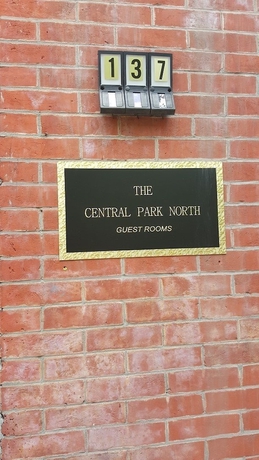 137
THE
CENTRAL PARK NORTH
GUEST ROOMS